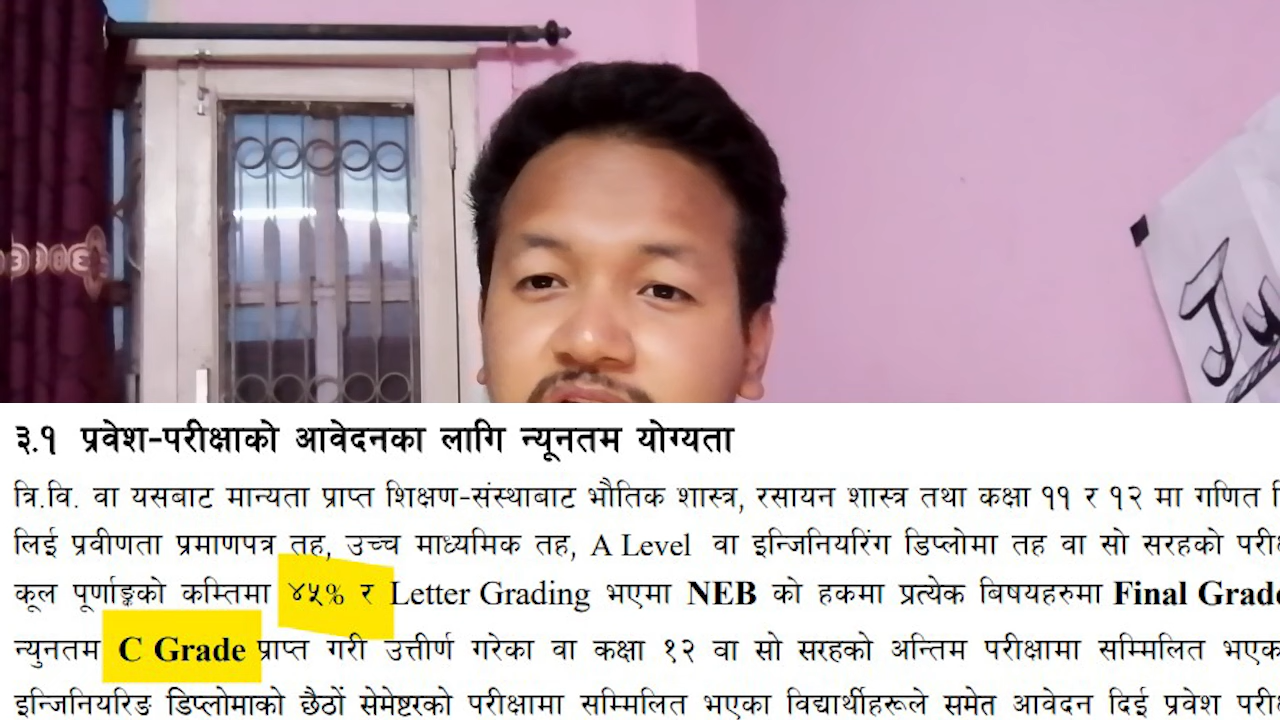 Ju
३.१ प्रवेश-परीक्षाको आवेदनका लागि न्यूनतम योग्यता
त्रि.वि. वा यसबाट मान्यता प्राप्त शिक्षण-संस्थाबाट भौतिक शास्त्र, रसायन शास्त्र तथा कक्षा ११ र १२ मा गणित
लिई प्रवीणता प्रमाणपत्र तह, उच्च माध्यमिक तह, A Level वा इन्जिनियरिंग डिप्लोमा तह वा सो सरहको
कूल पूर्णाङ्कको कम्तिमा ४५% र Letter Grading भएमा NEB को हकमा प्रत्येक बिषयहरुमा Final Grade
न्युनतम C Grade प्राप्त गरी उत्तीर्ण गरेका वा कक्षा १२ वा सो सरहको अन्तिम परीक्षामा सम्मिलित
इन्जिनियरिङ डिप्लोमाको छैठों सेमेष्टरको परीक्षामा सम्मिलित भएका विद्यार्थीहरूले समेत आवेदन दिई प्रवेश